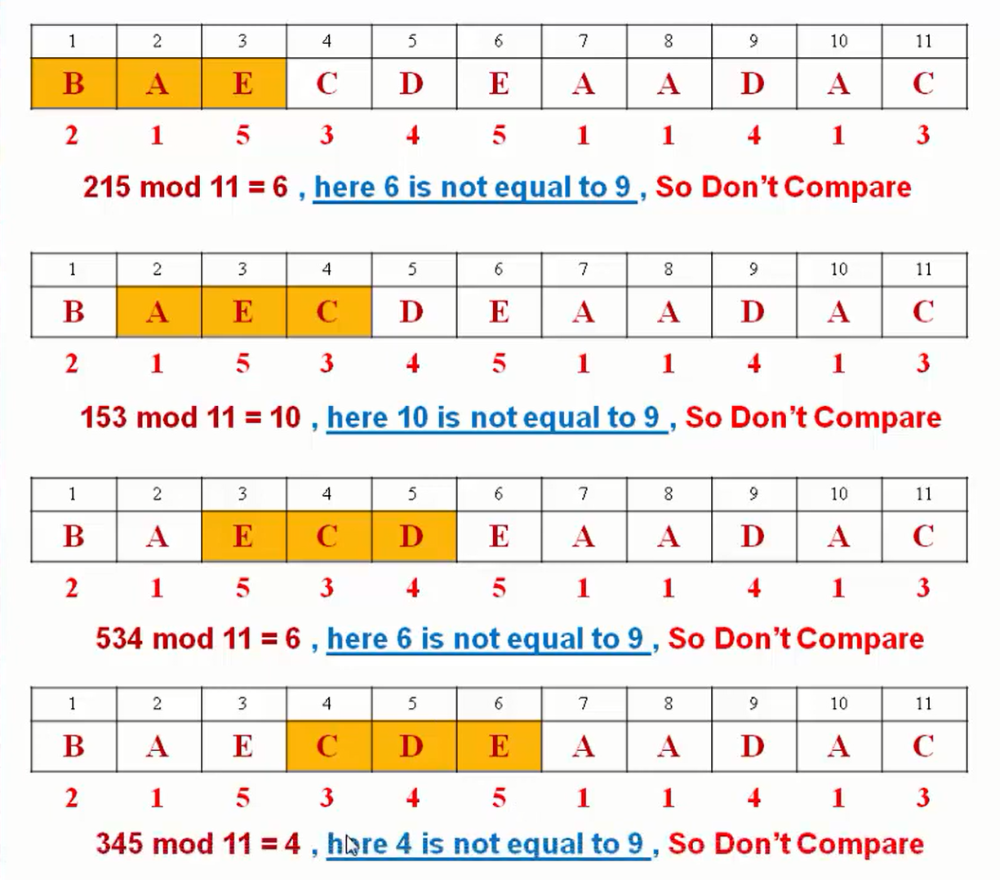 1 2 3 4 5 6 7 8 9 10 11
B A E C D E A A D A C
2 1 5 3 4 5 1 1 4 1 3
215 mod 11 = 6 , here 6 is not equal to 9 , So Don’t Compare
1 2 3 4 5 6 7 8 9 10 11
B A E C D E A A D A C
2 1 5 3 4 5 1 1 4 1 3
153 mod 11 = 10 , here 10 is not equal to 9 , So Don’t Compare
1 2 3 4 5 6 7 8 9 10 11
B A E C D E A A D A C
2 1 5 3 4 5 1 1 4 1 3
534 mod 11 = 6 , here 6 is not equal to 9 , So Don’t Compare
1 2 3 4 5 6 7 8 9 10 11
B A E C D E A A D A C
2 1 5 3 4 5 1 1 4 1 3
345 mod 11 = 4 , here 4 is not equal to 9 , So Don’t Compare